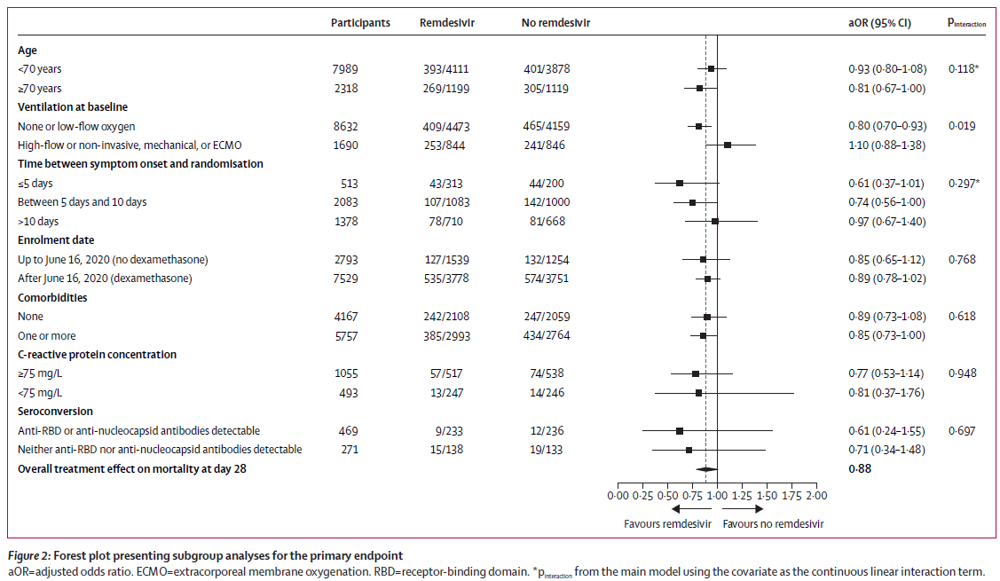 Participants Remdesivir No remdesivir aOR (95% CI) pinteraction
Age
<70 years 7989 393/4111 401/3878 0·93 (0·80–1·08) 0·118*
≥70 years 2318 269/1199 305/1119 0·81 (0·67–1·00)
Ventilation at baseline
None or low-flow oxygen 8632 409/4473 465/4159 0·80 (0·70–0·93) 0·019
High-flow or non-invasive, mechanical, or ECMO 1690 253/844 241/846 1·10 (0·88–1·38)
Time between symptom onset and randomisation
≤5 days 513 43/313 44/200 0·61 (0·37–1·01) 0·297*
Between 5 days and 10 days 2083 107/1083 142/1000 0·74 (0·56–1·00)
>10 days 1378 78/710 81/668 0·97 (0·67–1·40)
Enrolment date
Up to June 16, 2020 (no dexamethasone) 2793 127/1539 132/1254 0·85 (0·65–1·12) 0·768
After June 16, 2020 (dexamethasone) 7529 535/3778 574/3751 0·89 (0·78–1·02)
Comorbidities
None 4167 242/2108 247/2059 0·89 (0·73–1·08) 0·618
One or more 5757 385/2993 434/2764 0·85 (0·73–1·00)
C-reactive protein concentration
≥75 mg/L 1055 57/517 74/538 0·77 (0·53–1·14) 0·948
<75 mg/L 493 13/247 14/246 0·81 (0·37–1·76)
Seroconversion
Anti-RBD or anti-nucleocapsid antibodies detectable 469 9/233 12/236 0·61 (0·24–1·55) 0·697
Neither anti-RBD nor anti-nucleocapsid antibodies detectable 271 15/138 19/133 0·71 (0·34–1·48)
Overall treatment effect on mortality at day 28 0·88
0·00 0·25 0·50 0·75 1·00 1·25 1·50 1·75 2·00
Favours remdesivir Favours no remdesivir
Figure 2: Forest plot presenting subgroup analyses for the primary endpoint
aOR=adjusted odds ratio. ECMO=extracorporeal membrane oxygenation. RBD=receptor-binding domain. *pinteraction from the main model using the covariate as the continuous linear interaction term.